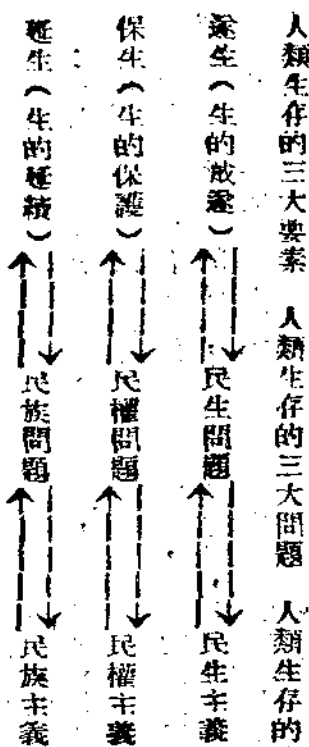 人類生存的三大要素 人類生存的三大問題 人類生存的
遂生(生的成遂) 民生問題 民生主義
保生(生的保護) 民權問題 民權主義
延生(生的延續) 民族問題 民族主義